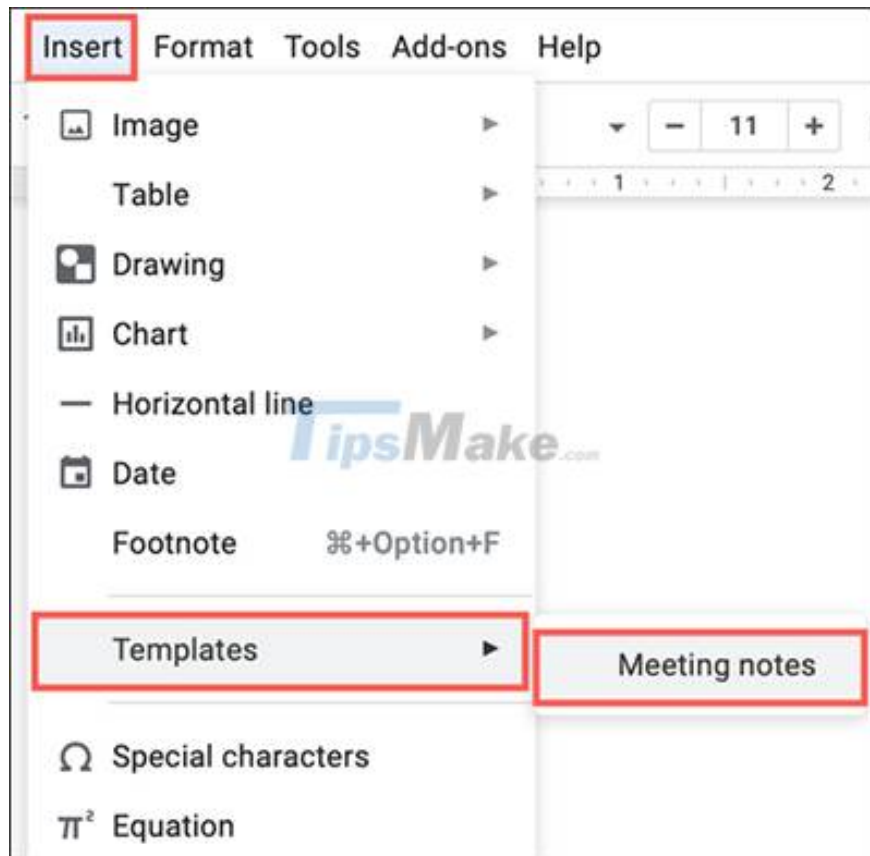 Insert Format Tools Add-ons Help
Image
11
Table
1 2
Drawing
Chart
Horizontal line
TipsMake.com
Date
Footnote ⌘+Option+F
Templates
Meeting notes
Special characters
Equation